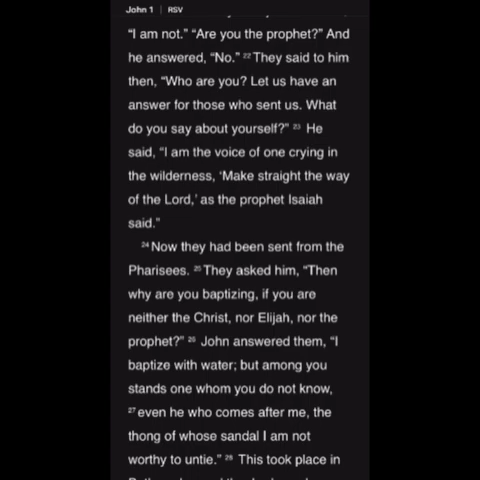 John 1 | RSV
"I am not." "Are you the prophet?" And
he answered, "No." 22 They said to him
then, "Who are you? Let us have an
answer for those who sent us. What
do you say about yourself?" 23 He
said, "I am the voice of one crying in
the wilderness, 'Make straight the way
of the Lord,' as the prophet Isaiah
said."
24 Now they had been sent from the
Pharisees. 25 They asked him, "Then
why are you baptizing, if you are
neither the Christ, nor Elijah, nor the
prophet?" 26 John answered them, "I
baptize with water; but among you
stands one whom you do not know,
27 even he who comes after me, the
thong of whose sandal I am not
worthy to untie." 28 This took place in